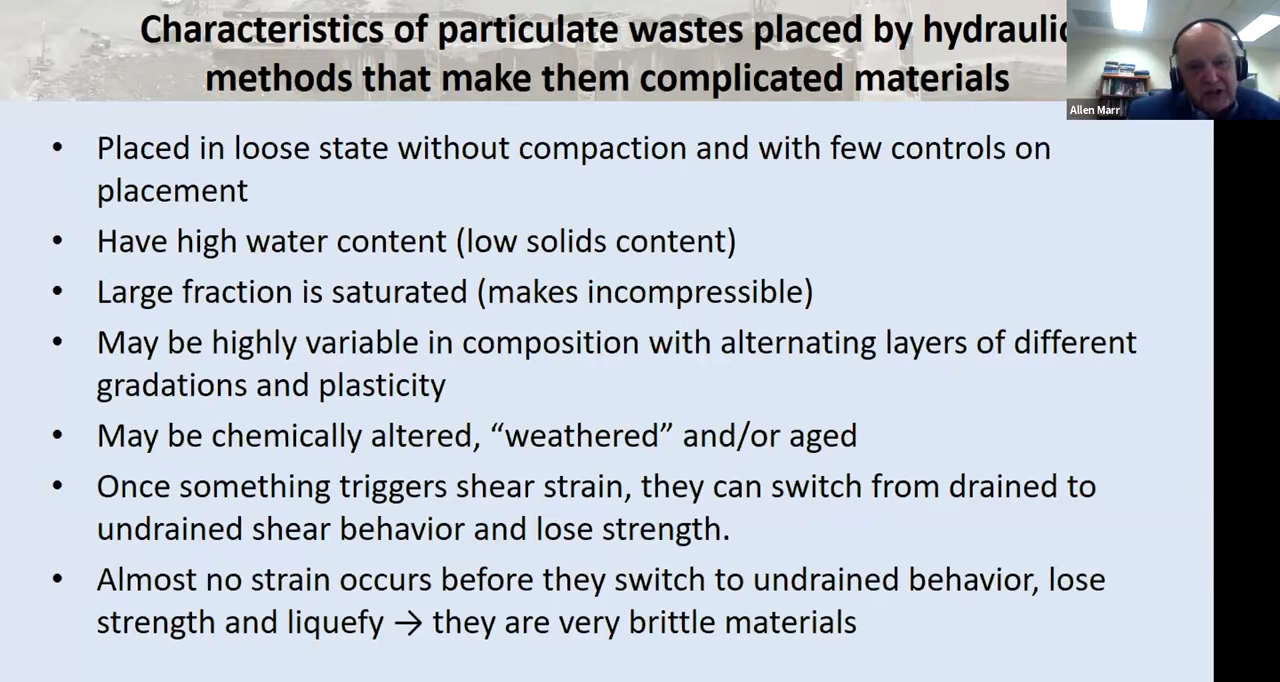 Characteristics of particulate wastes placed by hydraulic
methods that make them complicated materials
Allen Marr
• Placed in loose state without compaction and with few controls on
placement
• Have high water content (low solids content)
• Large fraction is saturated (makes incompressible)
• May be highly variable in composition with alternating layers of different
gradations and plasticity
• May be chemically altered, “weathered” and/or aged
• Once something triggers shear strain, they can switch from drained to
undrained shear behavior and lose strength.
• Almost no strain occurs before they switch to undrained behavior, lose
strength and liquefy → they are very brittle materials